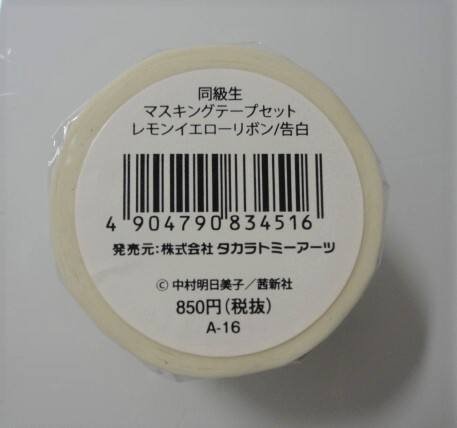 同級生
マスキングテープセット
レモンイエローリボン/告白
4 904790 834516
発売元:株式会社 タカラトミーアーツ
© 中村明日美子／茜新社
850円(税抜)
A-16